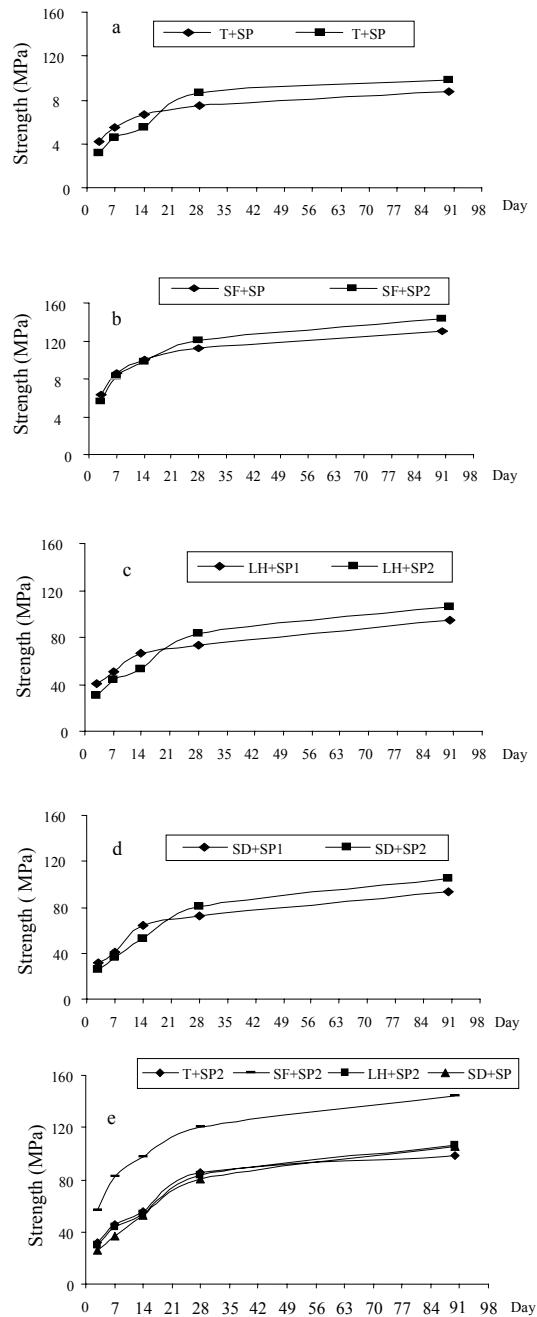 a
T+SP T+SP
Strength (MPa)
160
120
8
4
0
0 7 14 21 28 35 42 49 56 63 70 77 84 91 98 Day
b
SF+SP SF+SP2
Strength (MPa)
160
120
8
4
0
0 7 14 21 28 35 42 49 56 63 70 77 84 91 98 Day
c
LH+SP1 LH+SP2
Strength (MPa)
160
120
80
40
0
0 7 14 21 28 35 42 49 56 63 70 77 84 91 98 Day
d
SD+SP1 SD+SP2
Strength ( MPa)
160
120
80
40
0
0 7 14 21 28 35 42 49 56 63 70 77 84 91 98 Day
T+SP2 SF+SP2 LH+SP2 SD+SP
e
Strength (MPa)
160
120
80
40
0
0 7 14 21 28 35 42 49 56 63 70 77 84 91 98 Day